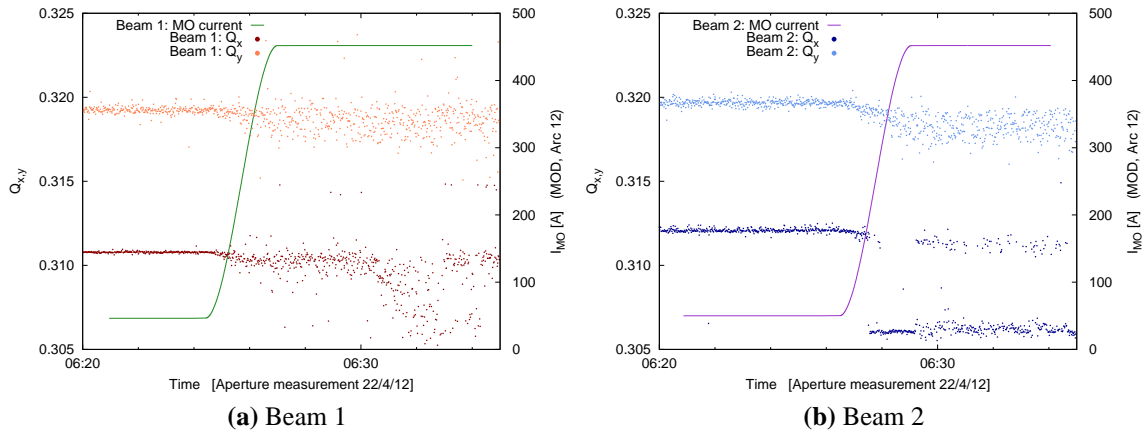 Beam 1: MO current
Beam 1: Qx
Beam 1: Qy
0.325
0.320
0.315
0.310
0.305
Qx,y
500
400
300
200
100
0
IMO [A] (MOD, Arc 12)
06:20
06:30
Time [Aperture measurement 22/4/12]
(a) Beam 1
Beam 2: MO current
Beam 2: Qx
Beam 2: Qy
0.325
0.320
0.315
0.310
0.305
Qx,y
500
400
300
200
100
0
IMO [A] (MOD, Arc 12)
06:20
06:30
Time [Aperture measurement 22/4/12]
(b) Beam 2